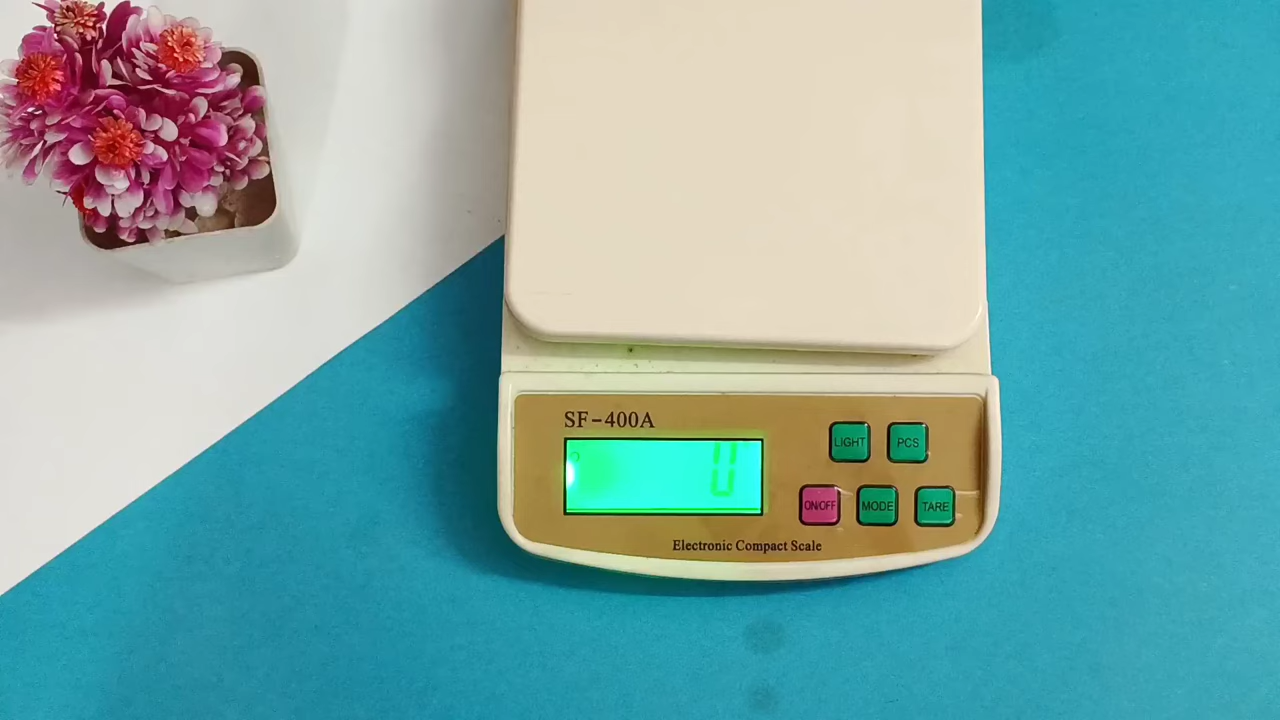 SF-400A
0
LIGHT
PCS
ON/OFF
MODE
TARE
Electronic Compact Scale